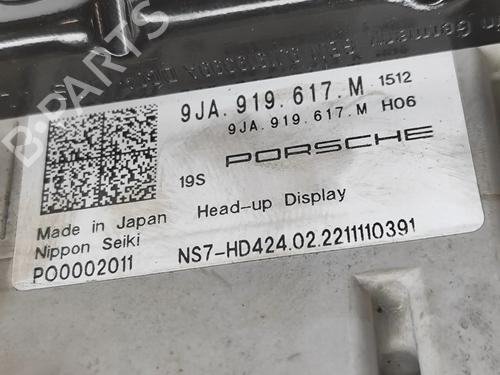 9JA.919.617.M 1512
9JA.919.617.M H06
PORSCHE
19S
Head-up Display
Made in Japan
Nippon Seiki
PO0002011
NS7-HD424.02.2211110391
B-PARTS